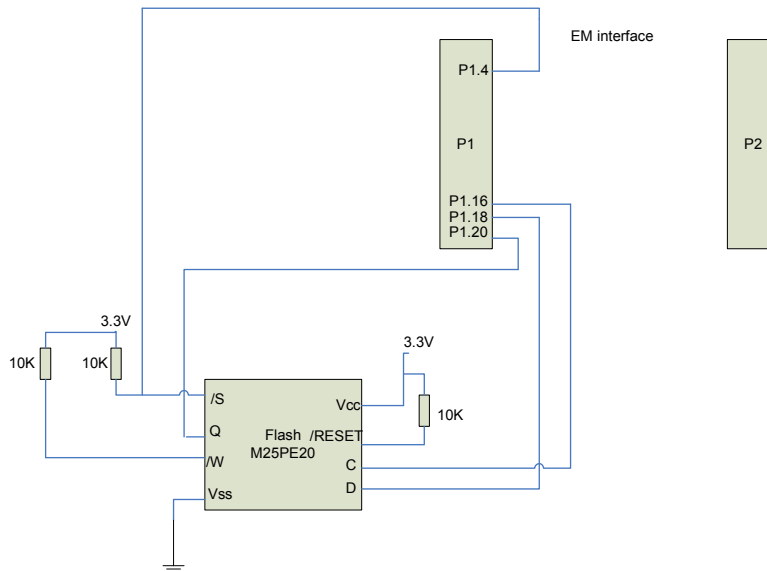 EM interface
P1.4
P1
P2
P1.16
P1.18
P1.20
3.3V
10K
10K
3.3V
/S
Vcc
10K
Q
Flash
/RESET
M25PE20
/W
C
D
Vss